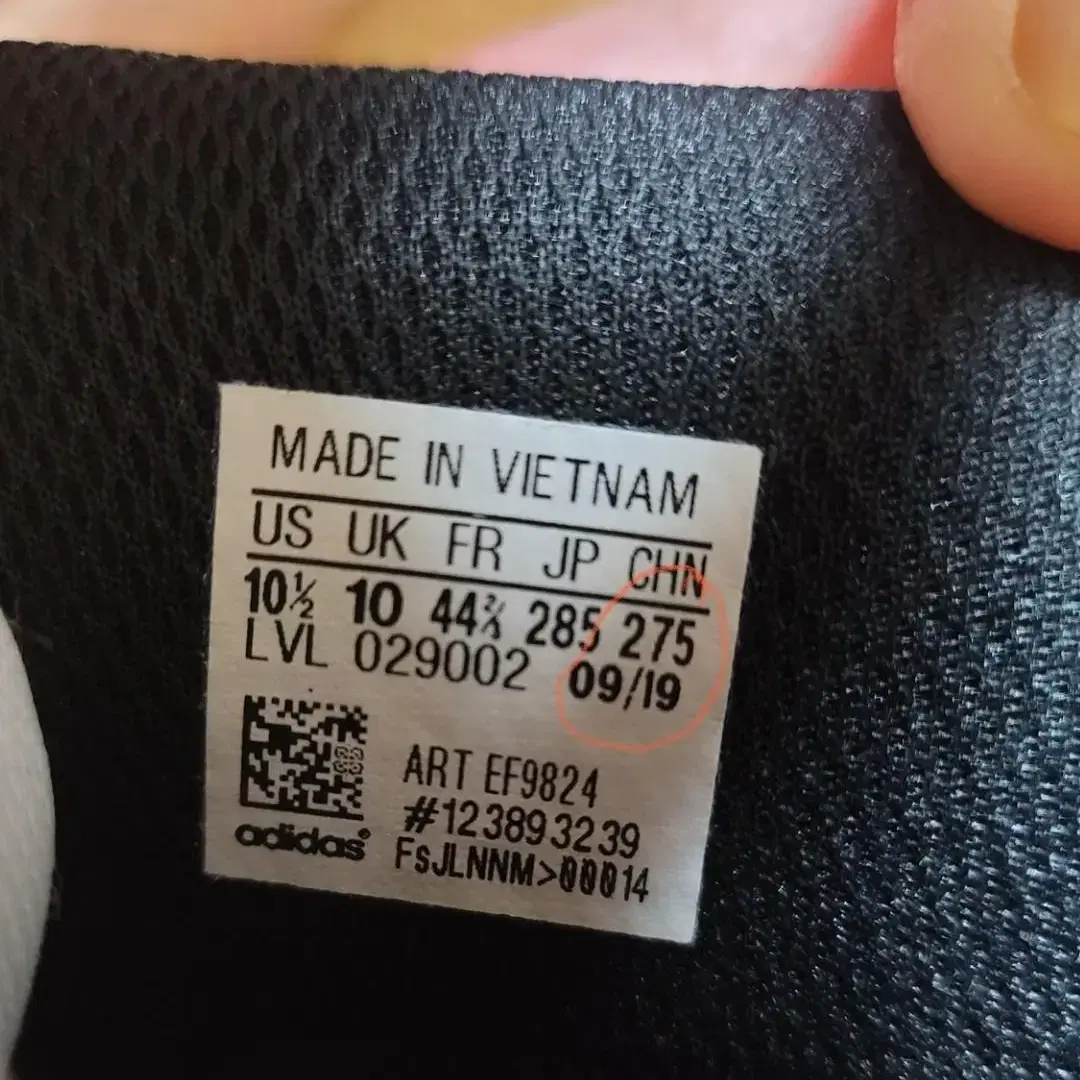 MADE IN VIETNAM
US UK FR JP CHN
10½ 10 44⅔ 285 275
LVL 029002 09/19
ART EF9824
#123893239
adidas®
FsJLNNM>00014